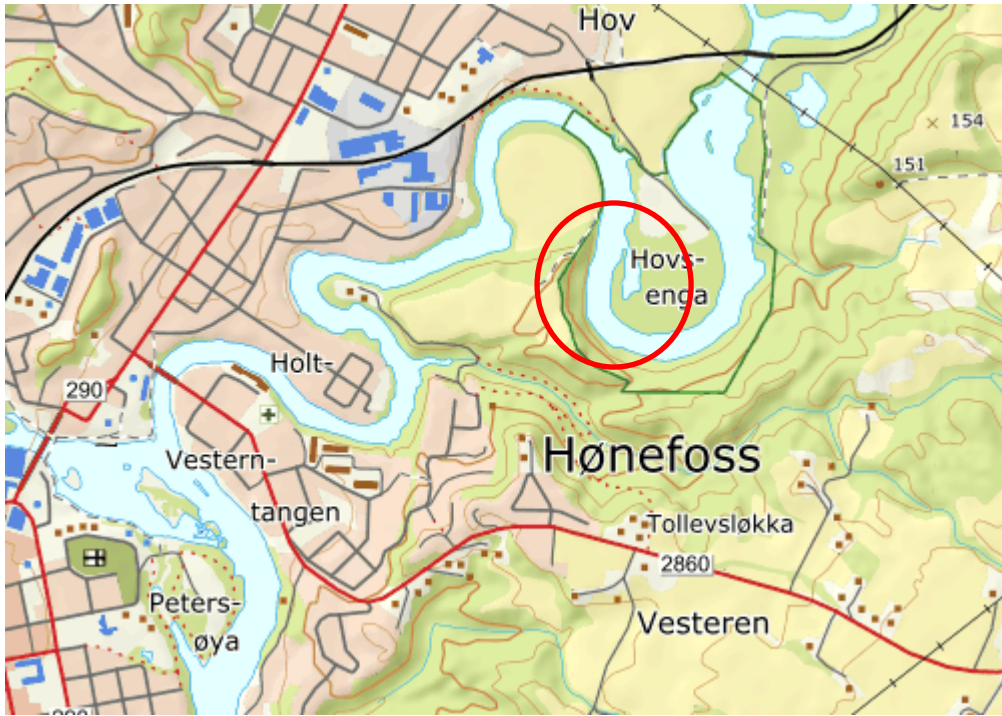 Hov
154
151
Hovs-
enga
Holt-
290
Hønefoss
Vestern-
tangen
Tollevsløkka
2860
Peters-
øya
Vesteren